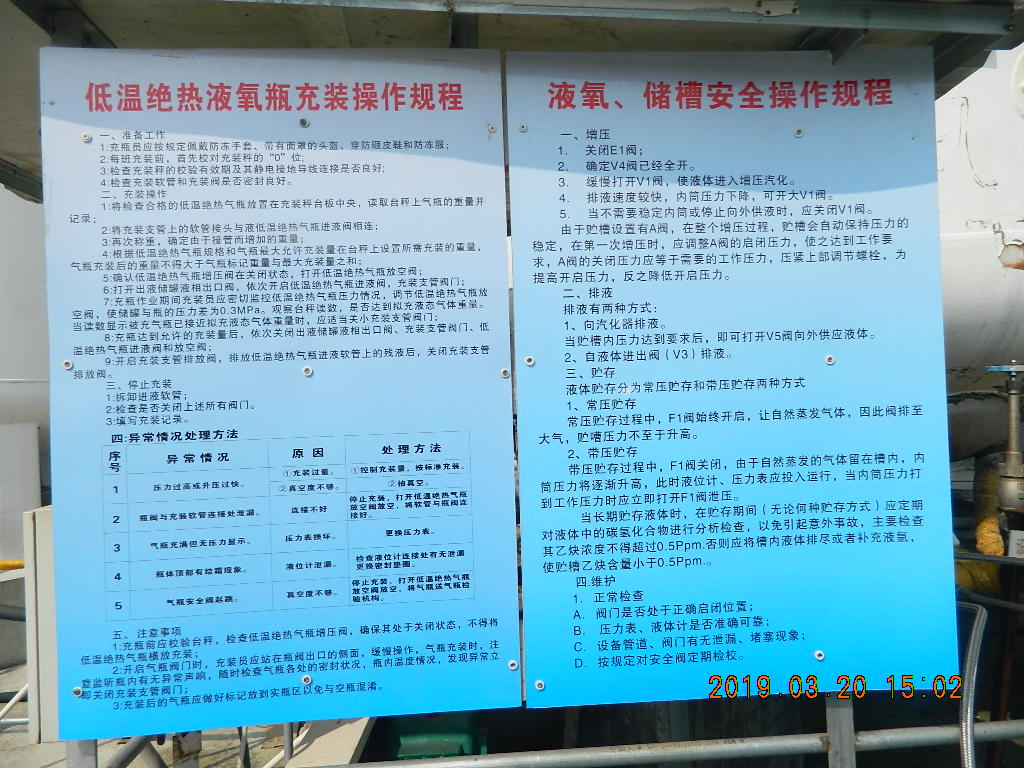 低温绝热液氧瓶充装操作规程
一、准备工作
1:充瓶员应按规定佩戴防冻手套、带有面罩的头盔、穿防砸皮鞋和防冻服;
2:每班充装前，首先校对充装秤的“0”位;
3:检查充装秤的校验有效期及其静电接地导线连接是否良好;
4:检查充装软管和充装阀是否密封良好。
二、充装操作
1:将检查合格的低温绝热气瓶放置在充装秤台板中央，读取台秤上气瓶的重量并
记录;
2:将充装支管上的软管接头与液低温绝热气瓶进液阀相连;
3:再次称重，确定由于接管而增加的重量;
4:根据低温绝热气瓶规格和气瓶最大允许充装量在台秤上设置所需充装的重量，
气瓶充装后的重量不得大于气瓶标记重量与最大充装量之和;
5:确认低温绝热气瓶增压阀在关闭状态，打开低温绝热气瓶放空阀;
6:打开出液储罐液相出口阀，依次开启低温绝热气瓶进液阀，充装支管阀门;
7:充瓶作业期间充装员应密切监控低温绝热气瓶压力情况，调节低温绝热气瓶放
空阀，使储罐与瓶的压力差为0.3MPa。观察台秤读数，是否达到拟充液态气体重量。
当读数显示被充气瓶已接近拟充液态气体重量时，应适当关小充装支管阀门;
8:充瓶达到允许的充装量后，依次关闭出液储罐液相出口阀、充装支管阀门、低
温绝热气瓶进液阀和放空阀;
9:开启充装支管排放阀，排放低温绝热气瓶进液软管上的残液后，关闭充装支管
排放阀。
三、停止充装
1:拆卸进液软管;
2:检查是否关闭上述所有阀门。
3:填写充装记录。
四:异常情况处理方法
序号 异常情况 原因 处理方法
1 压力过高或升压过快。 ①充装过量。 ①控制充装量，按标准充装。
②真空度不够。 ②抽真空。
2 瓶阀与充装软管连接处泄漏。 连接不好 停止充装，打开低温绝热气瓶
放空阀放空，将软管与瓶阀连
接好。
3 气瓶充满但无压力显示。 压力表损坏。 更换压力表。
4 瓶体顶部有结霜现象。 液位计泄漏。 检查液位计连接处有无泄漏
更换密封垫圈。
5 气瓶安全阀起跳。 真空度不够。 停止充装，打开低温绝热气瓶
放空阀放空，将气瓶送气瓶检
验机构。
五、注意事项
1:充瓶前应校验台秤，检查低温绝热气瓶增压阀，确保其处于关闭状态，不得将
低温绝热气瓶横放充装;
2:开启气瓶阀门时，充装员应站在瓶阀出口的侧面，缓慢操作，气瓶充装时，注
意监听瓶内有无异常声响，随时检查气瓶各处的密封状况，瓶内温度情况，发现异常立
即关闭充装支管阀门;
3:充装后的气瓶应做好标记放到实瓶区以免与空瓶混淆。
液氧、储槽安全操作规程
一、增压
1. 关闭E1阀;
2. 确定V4阀已经全开。
3. 缓慢打开V1阀，使液体进入增压汽化。
4. 排液速度较快，内筒压力下降，可开大V1阀。
5. 当不需要稳定内筒或停止向外供液时，应关闭V1阀。
由于贮槽设置有A阀，在整个增压过程，贮槽会自动保持压力的
稳定，在第一次增压时，应调整A阀的启闭压力，使之达到工作要
求，A阀的关闭压力应等于需要的工作压力，压紧上部调节螺栓，为
提高开启压力，反之降低开启压力。
二、排液
排液有两种方式:
1、向汽化器排液。
当贮槽内压力达到要求后，即可打开V5阀向外供应液体。
2、自液体进出阀（V3）排液。
三、贮存
液体贮存分为常压贮存和带压贮存两种方式
1、常压贮存
常压贮存过程中，F1阀始终开启，让自然蒸发气体，因此阀排至
大气，贮槽压力不至于升高。
2、带压贮存
带压贮存过程中，F1阀关闭，由于自然蒸发的气体留在槽内，内
筒压力将逐渐升高，此时液位计、压力表应投入运行，当内筒压力打
到工作压力时应立即打开F1阀泄压。
当长期贮存液体时，在贮存期间（无论何种贮存方式）应定期
对液体中的碳氢化合物进行分析检查，以免引起意外事故，主要检查
其乙炔浓度不得超过0.5Ppm.否则应将槽内液体排尽或者补充液氩，
使贮槽乙炔含量小于0.5Ppm.。
四.维护
1. 正常检查
A. 阀门是否处于正确启闭位置;
B. 压力表、液体计是否准确可靠;
C. 设备管道、阀门有无泄漏、堵塞现象;
D. 按规定对安全阀定期检校。
2019.03.20 15:02